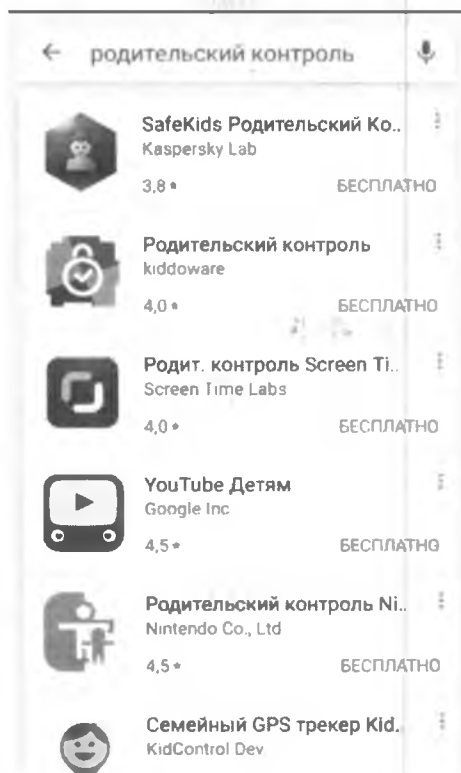 родительский контроль
SafeKids Родительский Ко..
Kaspersky Lab
3,8
БЕСПЛАТНО
Родительский контроль
kiddoware
4,0
БЕСПЛАТНО
Родит. контроль Screen Ti..
Screen Time Labs
4,0
БЕСПЛАТНО
YouTube Детям
Google Inc
4,5
БЕСПЛАТНО
Родительский контроль Ni..
Nintendo Co., Ltd
4,5
БЕСПЛАТНО
Семейный GPS трекер Kid.
KidControl Dev